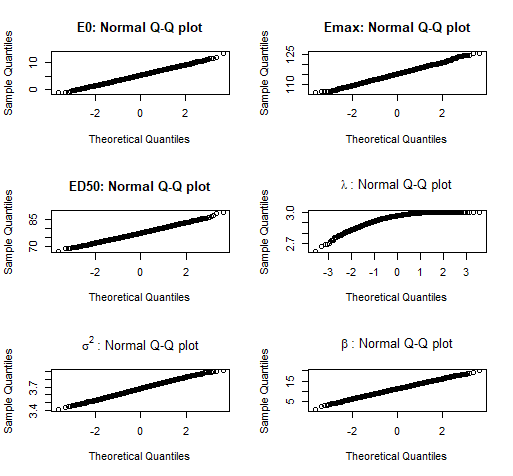 E0: Normal Q-Q plot
Emax: Normal Q-Q plot
Sample Quantiles
0 10
-2 0 2
Theoretical Quantiles
Sample Quantiles
110 125
-2 0 2
Theoretical Quantiles
ED50: Normal Q-Q plot
λ : Normal Q-Q plot
Sample Quantiles
70 85
-2 0 2
Theoretical Quantiles
Sample Quantiles
2.7 3.0
-3 -2 -1 0 1 2 3
Theoretical Quantiles
σ² : Normal Q-Q plot
β : Normal Q-Q plot
Sample Quantiles
3.4 3.7
-2 0 2
Theoretical Quantiles
Sample Quantiles
5 15
-2 0 2
Theoretical Quantiles